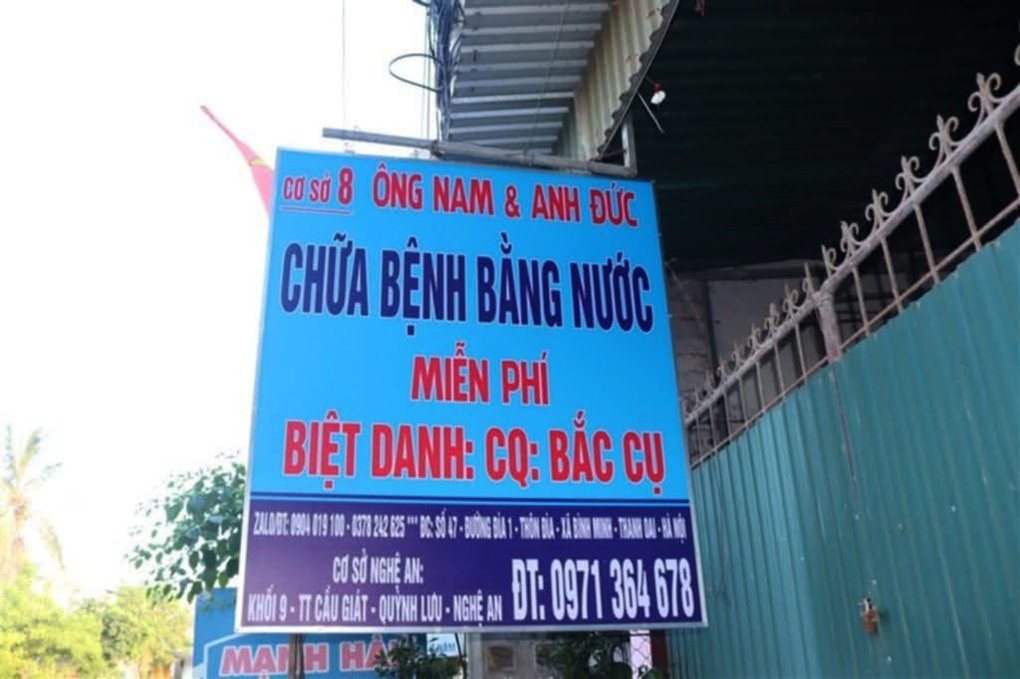 CƠ SỞ 8 ÔNG NAM & ANH ĐỨC
CHỮA BỆNH BẰNG NƯỚC
MIỄN PHÍ
BIỆT DANH: CQ: BẮC CỤ
ZALO/ĐT: 0904 019 100 - 0378 242 625 *** ĐC: SỐ 47 - ĐƯỜNG ĐÌA 1 - THÔN ĐÌA - XÃ BÌNH MINH - THANH OAI - HÀ NỘI
CƠ SỞ NGHỆ AN:
KHỐI 9 - TT CẦU GIÁT - QUỲNH LƯU - NGHỆ AN
ĐT: 0971 364 678
MẠNH